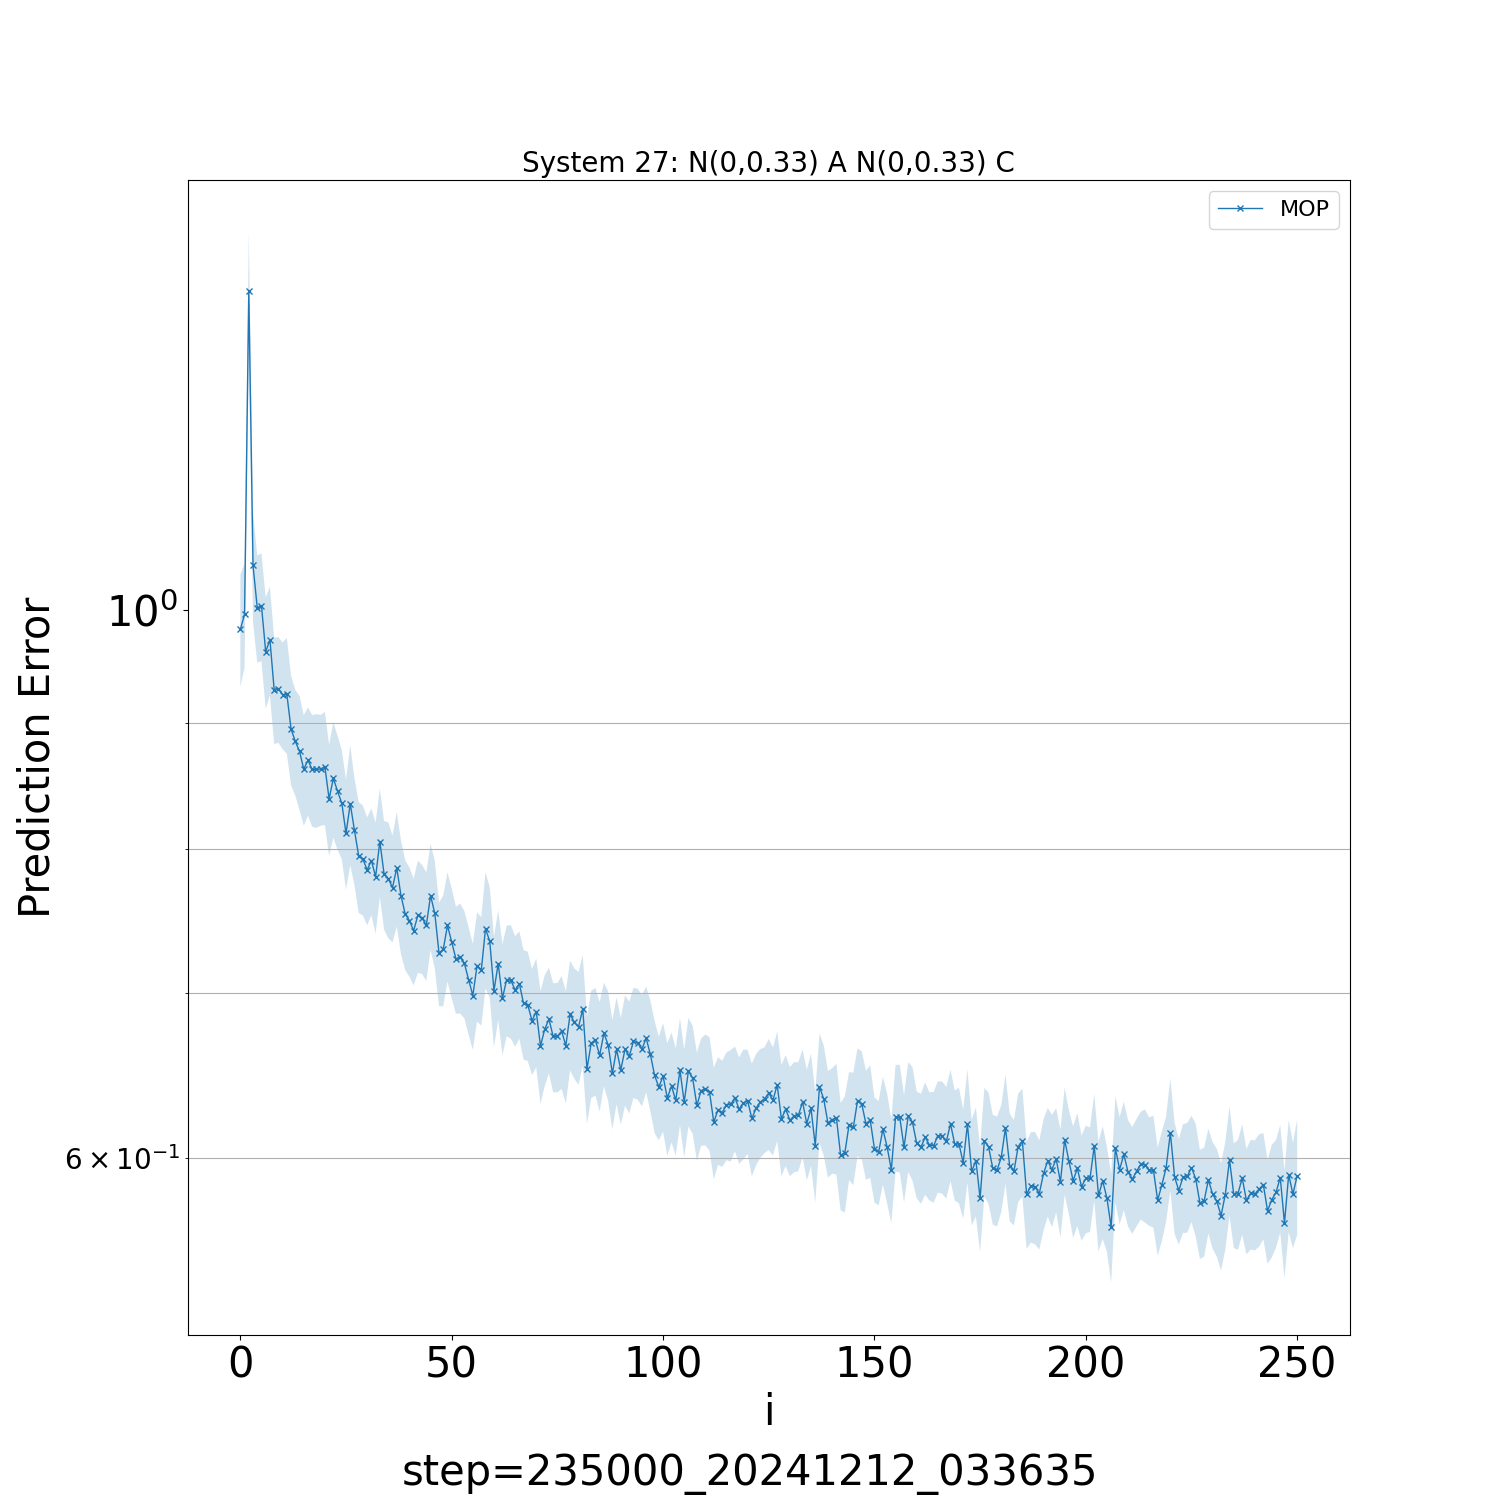 System 27: N(0,0.33) A N(0,0.33) C
MOP
Prediction Error
10⁰
6 × 10⁻¹
0 50 100 150 200 250
i
step=235000_20241212_033635